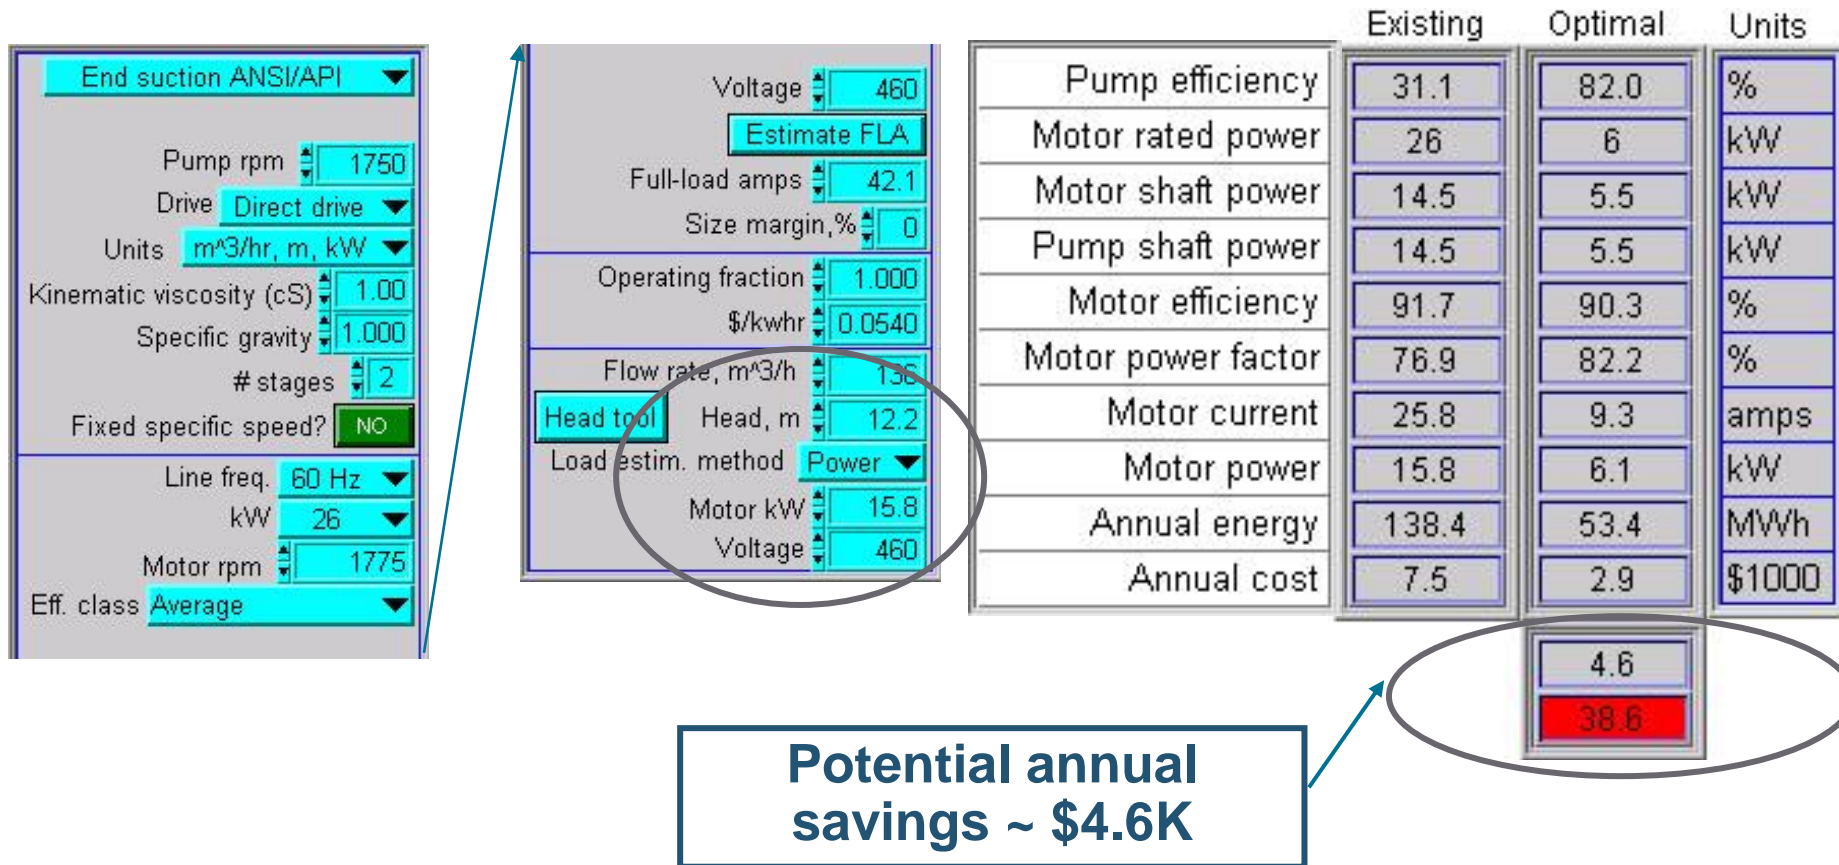 End suction ANSI/API
Pump rpm 1750
Drive Direct drive
Units m^3/hr, m, kW
Kinematic viscosity (cS) 1.00
Specific gravity 1.000
# stages 2
Fixed specific speed? NO
Line freq. 60 Hz
kW 26
Motor rpm 1775
Eff. class Average
Voltage 460
Estimate FLA
Full-load amps 42.1
Size margin,% 0
Operating fraction 1.000
$/kwhr 0.0540
Flow rate, m^3/h 136
Head tool Head, m 12.2
Load estim. method Power
Motor kW 15.8
Voltage 460
Existing Optimal Units
Pump efficiency 31.1 82.0 %
Motor rated power 26 6 kW
Motor shaft power 14.5 5.5 kW
Pump shaft power 14.5 5.5 kW
Motor efficiency 91.7 90.3 %
Motor power factor 76.9 82.2 %
Motor current 25.8 9.3 amps
Motor power 15.8 6.1 kW
Annual energy 138.4 53.4 MWh
Annual cost 7.5 2.9 $1000
4.6
38.6
Potential annual
savings ~ $4.6K